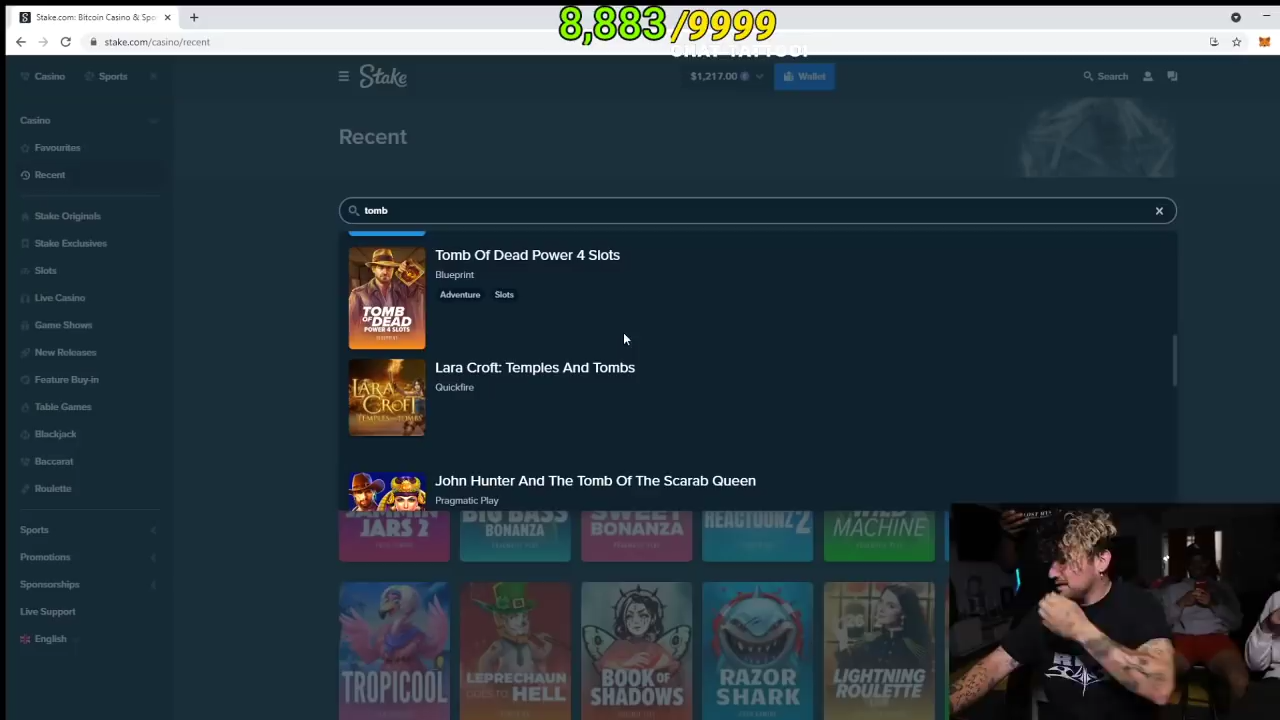 Stake.com: Bitcoin Casino & Spo
8,883/9999
CHAT TATTOO!
stake.com/casino/recent
Casino
Sports
Stake
$1,217.00
Wallet
Search
Casino
Favourites
Recent
Stake Originals
Stake Exclusives
Slots
Live Casino
Game Shows
New Releases
Feature Buy-in
Table Games
Blackjack
Baccarat
Roulette
Sports
Promotions
Sponsorships
Live Support
English
Recent
tomb
TOMB OF DEAD
POWER 4 SLOTS
Tomb Of Dead Power 4 Slots
Blueprint
Adventure
Slots
LARA CROFT
TEMPLES AND TOMBS
Lara Croft: Temples And Tombs
Quickfire
John Hunter And The Tomb Of The Scarab Queen
Pragmatic Play
JAMMIN'
JARS 2
BIG BASS
BONANZA
SWEET
BONANZA
REACTOONZ 2
WILD
MACHINE
TROPICOOL
LEPRECHAUN
GOES TO HELL
BOOK OF
SHADOWS
RAZOR
SHARK
LIGHTNING
ROULETTE